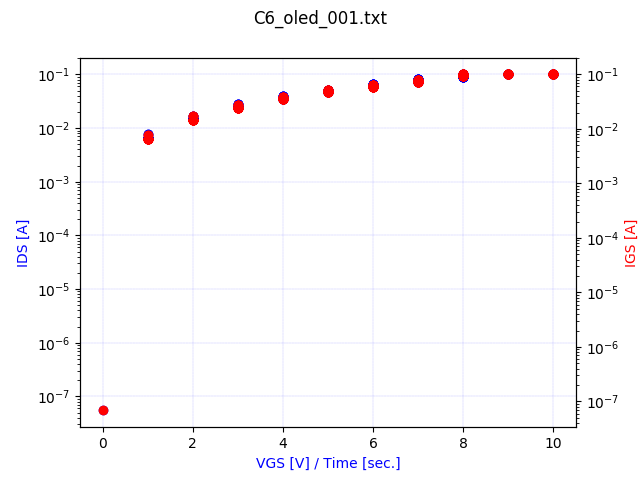 C6_oled_001.txt
10⁻¹ 10⁻¹
10⁻² 10⁻²
10⁻³ 10⁻³
10⁻⁴ 10⁻⁴
IDS [A] IGS [A]
10⁻⁵ 10⁻⁵
10⁻⁶ 10⁻⁶
10⁻⁷ 10⁻⁷
0 2 4 6 8 10
VGS [V] / Time [sec.]